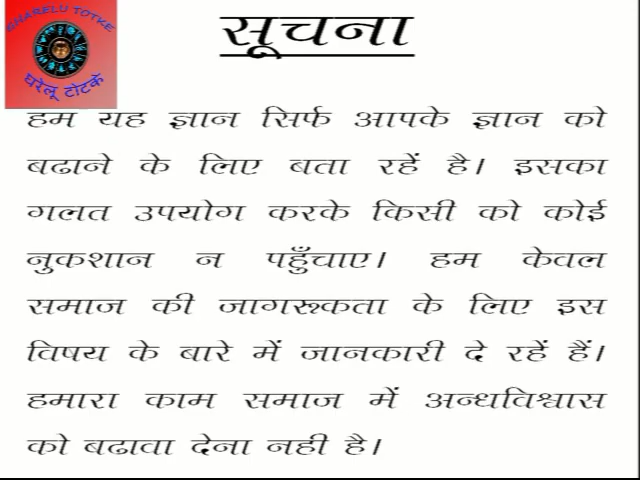 GHARELU TOTKE
घरेलू टोटके
सूचना
हम यह ज्ञान सिर्फ आपके ज्ञान को
बढाने के लिए बता रहें है। इसका
गलत उपयोग करके किसी को कोई
नुकशान न पहुँचाए। हम केवल
समाज की जागरूकता के लिए इस
विषय के बारे में जानकारी दे रहें हैं।
हमारा काम समाज में अन्धविश्वास
को बढावा देना नही है।